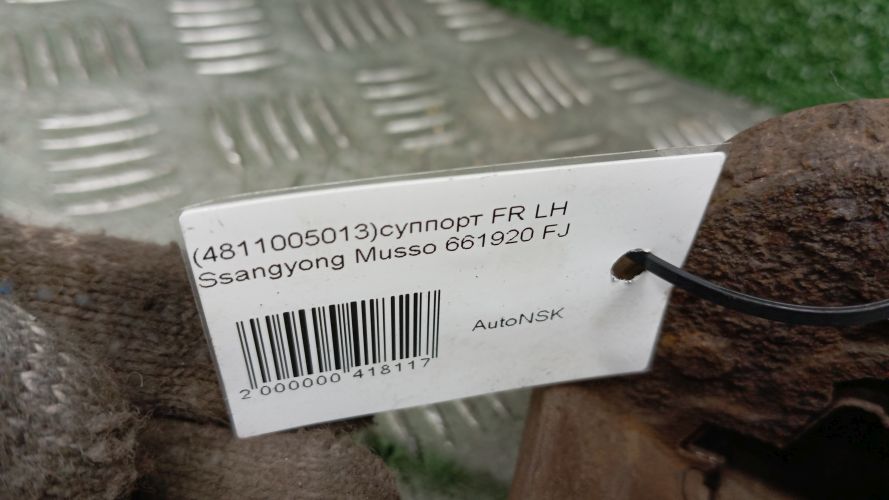 (4811005013)суппорт FR LH
Ssangyong Musso 661920 FJ
AutoNSK
2 000000 418117